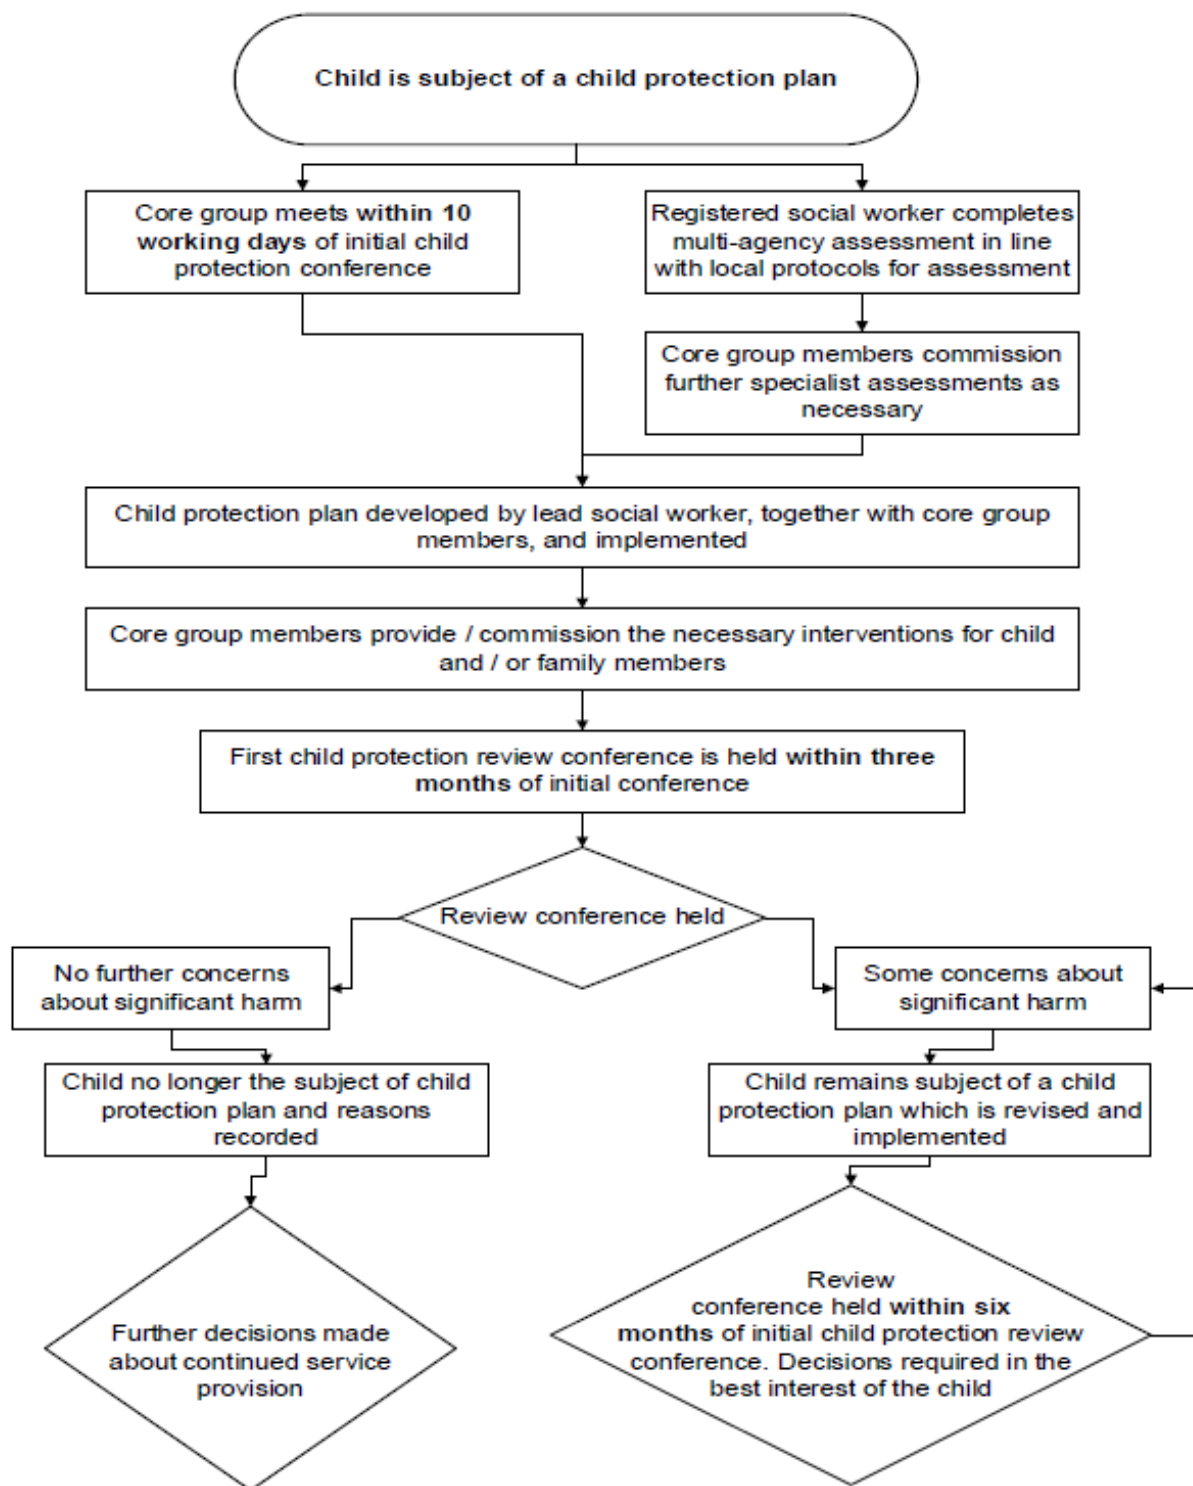 Child is subject of a child protection plan
Core group meets within 10
working days of initial child
protection conference
Registered social worker completes
multi-agency assessment in line
with local protocols for assessment
Core group members commission
further specialist assessments as
necessary
Child protection plan developed by lead social worker, together with core group
members, and implemented
Core group members provide / commission the necessary interventions for child
and / or family members
First child protection review conference is held within three
months of initial conference
Review conference held
No further concerns
about significant harm
Some concerns about
significant harm
Child no longer the subject of child
protection plan and reasons
recorded
Child remains subject of a child
protection plan which is revised and
implemented
Further decisions made
about continued service
provision
Review
conference held within six
months of initial child protection review
conference. Decisions required in the
best interest of the child